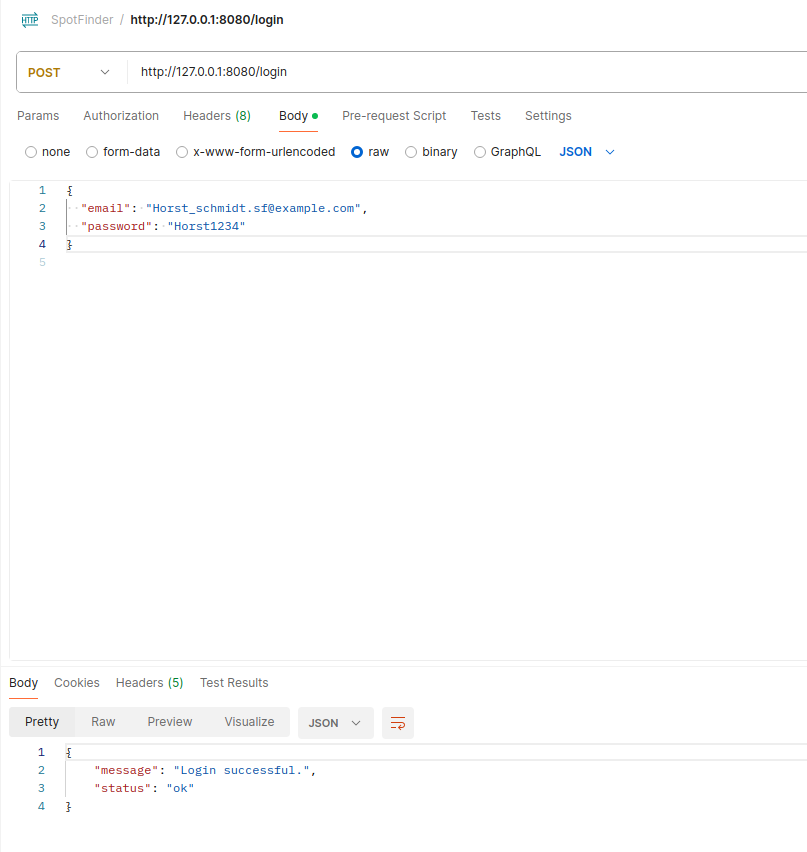 HTTP SpotFinder / http://127.0.0.1:8080/login
POST http://127.0.0.1:8080/login
Params Authorization Headers (8) Body Pre-request Script Tests Settings
none form-data x-www-form-urlencoded raw binary GraphQL JSON
1 {
2 "email": "Horst_schmidt.sf@example.com",
3 "password": "Horst1234"
4 }
5
Body Cookies Headers (5) Test Results
Pretty Raw Preview Visualize JSON
1 {
2 "message": "Login successful.",
3 "status": "ok"
4 }